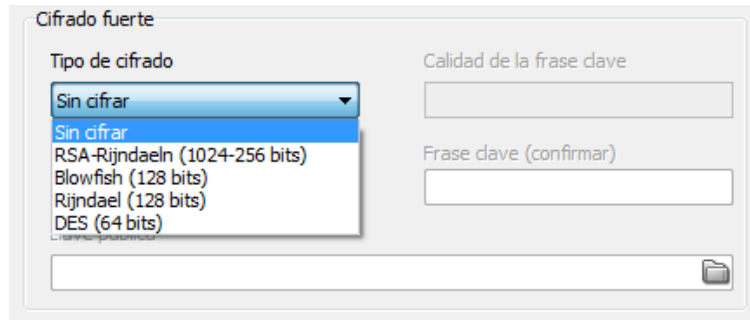 Cifrado fuerte
Tipo de cifrado
Calidad de la frase clave
Sin cifrar
Sin cifrar
RSA-Rijndaeln (1024-256 bits)
Frase clave (confirmar)
Blowfish (128 bits)
Rijndael (128 bits)
DES (64 bits)